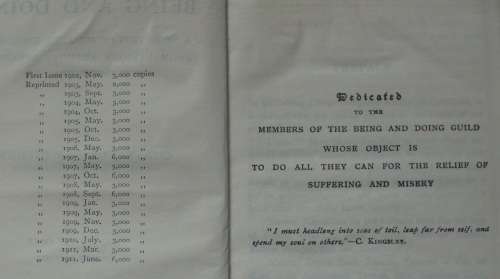 BEING AND DOIN
First Issue 1902, Nov. 3,000 copies
Reprinted 1903, May. 2,000 „
„ 1903, Sept. 3,000 „
„ 1904, May. 3,000 „
„ 1904, Oct. 3,000 „
„ 1905, May. 3,000 „
„ 1905, Oct. 3,000 „
„ 1905, Dec. 3,000 „
„ 1906, May. 3,000 „
„ 1907, Jan. 6,000 „
„ 1907, May. 3,000 „
„ 1907, Oct. 6,000 „
„ 1908, May. 3,000 „
„ 1908, Sept. 6,000 „
„ 1909, Jan. 3,000 „
„ 1909, May. 3,000 „
„ 1909, Nov. 3,000 „
„ 1909, Dec. 3,000 „
„ 1910, July. 3,000 „
„ 1911, Mar. 3,000 „
„ 1911, June. 6,000 „
Dedicated
TO THE
MEMBERS OF THE BEING AND DOING GUILD
WHOSE OBJECT IS
TO DO ALL THEY CAN FOR THE RELIEF OF
SUFFERING AND MISERY
"I must headlong into seas of toil, leap far from self, and
spend my soul on others."—C. KINGSLEY.